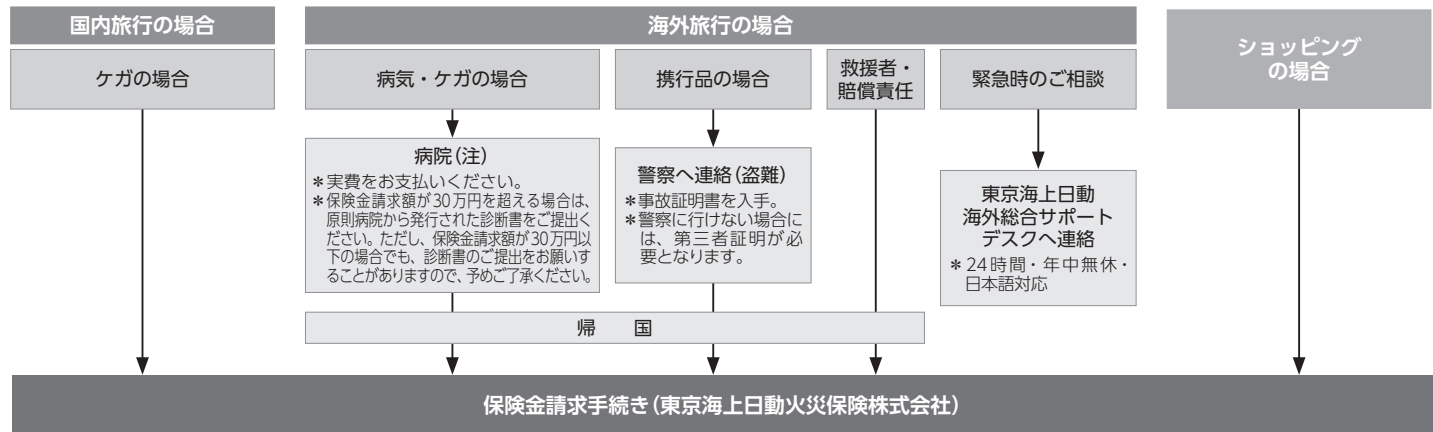 国内旅行の場合
ケガの場合
海外旅行の場合
病気・ケガの場合
病院(注)
＊実費をお支払いください。
＊保険金請求額が30万円を超える場合は、
原則病院から発行された診断書をご提出く
ださい。ただし、保険金請求額が30万円以
下の場合でも、診断書のご提出をお願いす
ることがありますので、予めご了承ください。
携行品の場合
警察へ連絡(盗難)
＊事故証明書を入手。
＊警察に行けない場合に
は、第三者証明が必
要となります。
救援者・
賠償責任
緊急時のご相談
東京海上日動
海外総合サポート
デスクへ連絡
＊24時間・年中無休・
日本語対応
帰　国
ショッピング
の場合
保険金請求手続き(東京海上日動火災保険株式会社)